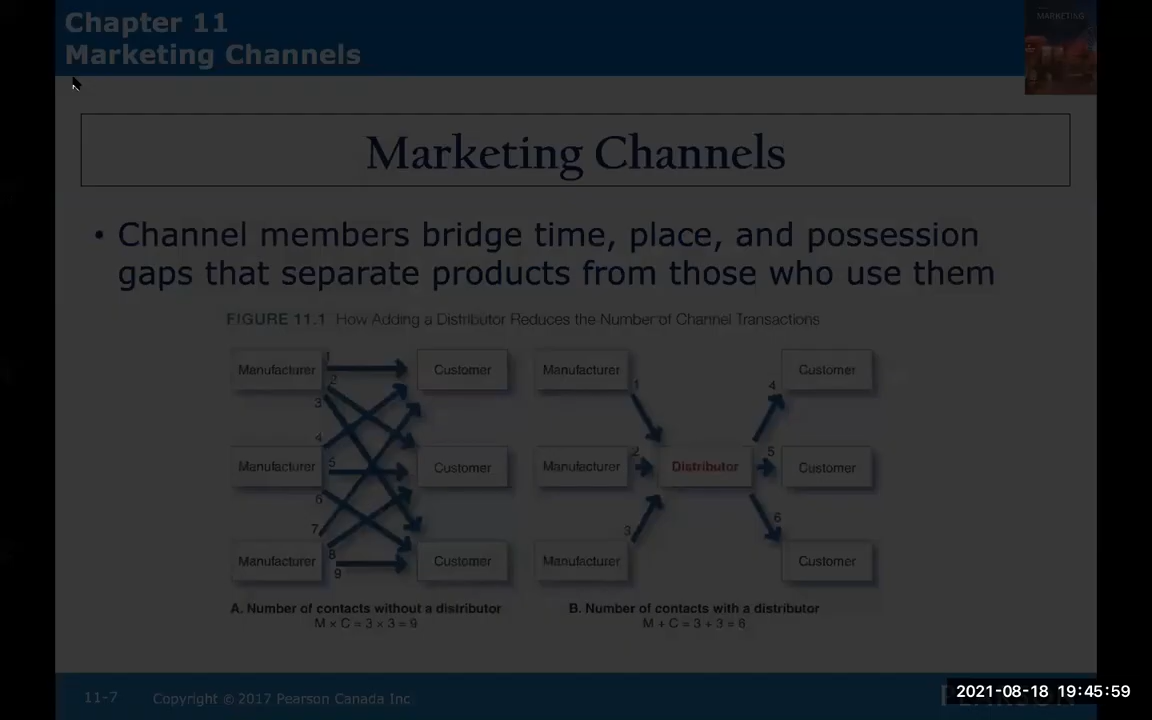 Chapter 11
Marketing Channels
MARKETING
Marketing Channels
• Channel members bridge time, place, and possession
gaps that separate products from those who use them
FIGURE 11.1 How Adding a Distributor Reduces the Number of Channel Transactions
Manufacturer
Customer
Manufacturer
Customer
1
2
3
1
4
4
Manufacturer
5
Customer
Manufacturer
2
Distributor
5
Customer
6
7
3
6
Manufacturer
8
Customer
Manufacturer
Customer
9
A. Number of contacts without a distributor
M × C = 3 × 3 = 9
B. Number of contacts with a distributor
M + C = 3 + 3 = 6
11-7
Copyright © 2017 Pearson Canada Inc
2021-08-18 19:45:59